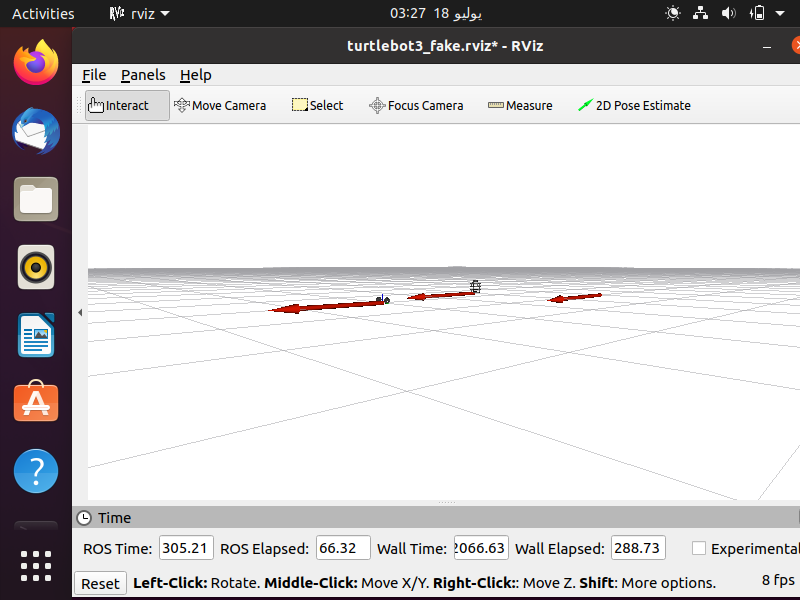 Activities
RViz rviz
03:27 18 يوليو
turtlebot3_fake.rviz* - RViz
File Panels Help
Interact Move Camera Select Focus Camera Measure 2D Pose Estimate
Time
ROS Time: 305.21 ROS Elapsed: 66.32 Wall Time: 2066.63 Wall Elapsed: 288.73 Experimental
Reset Left-Click: Rotate. Middle-Click: Move X/Y. Right-Click:: Move Z. Shift: More options. 8 fps